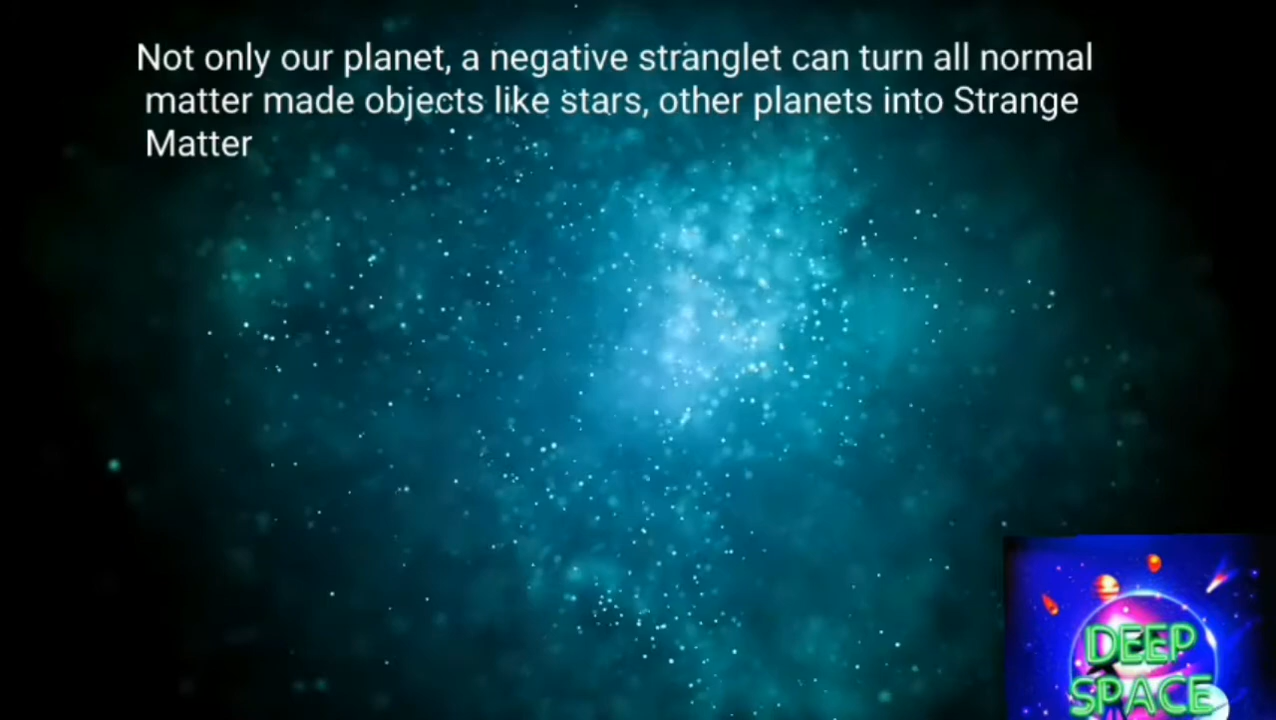 Not only our planet, a negative stranglet can turn all normal
matter made objects like stars, other planets into Strange
Matter
DEEP
SPACE